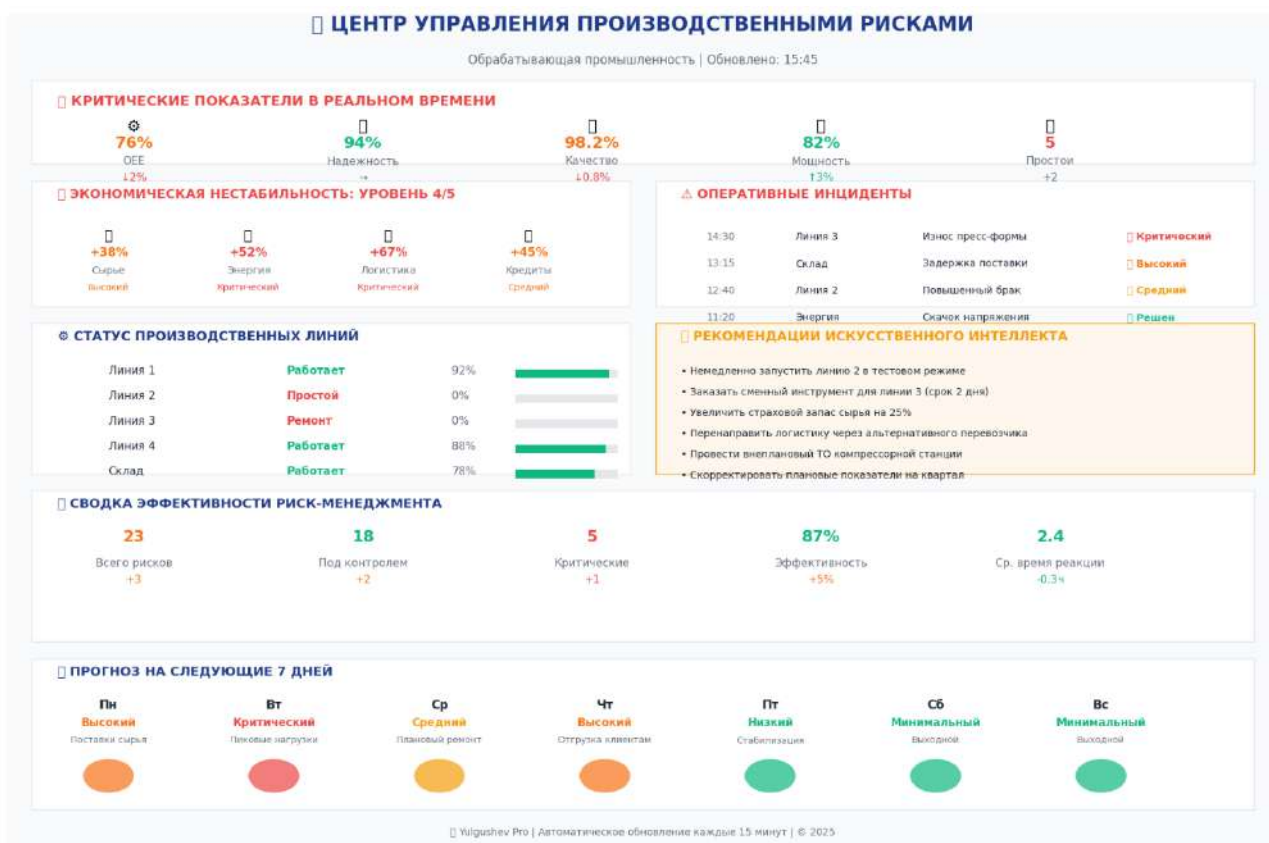 ЦЕНТР УПРАВЛЕНИЯ ПРОИЗВОДСТВЕННЫМИ РИСКАМИ
Обрабатывающая промышленность | Обновлено: 15:45
КРИТИЧЕСКИЕ ПОКАЗАТЕЛИ В РЕАЛЬНОМ ВРЕМЕНИ
76% 94% 98.2% 82% 5
OEE Надежность Качество Мощность Простои
↓2% → ↓0.8% ↑3% +2
ЭКОНОМИЧЕСКАЯ НЕСТАБИЛЬНОСТЬ: УРОВЕНЬ 4/5
+38% +52% +67% +45%
Сырье Энергия Логистика Кредиты
Высокий Критический Критический Средний
⚠ ОПЕРАТИВНЫЕ ИНЦИДЕНТЫ
14:30 Линия 3 Износ пресс-формы Критический
13:15 Склад Задержка поставки Высокий
12:40 Линия 2 Повышенный брак Средний
11:20 Энергия Скачок напряжения Решен
⚙ СТАТУС ПРОИЗВОДСТВЕННЫХ ЛИНИЙ
Линия 1 Работает 92%
Линия 2 Простой 0%
Линия 3 Ремонт 0%
Линия 4 Работает 88%
Склад Работает 78%
РЕКОМЕНДАЦИИ ИСКУССТВЕННОГО ИНТЕЛЛЕКТА
• Немедленно запустить линию 2 в тестовом режиме
• Заказать сменный инструмент для линии 3 (срок 2 дня)
• Увеличить страховой запас сырья на 25%
• Перенаправить логистику через альтернативного перевозчика
• Провести внеплановый ТО компрессорной станции
• Скорректировать плановые показатели на квартал
СВОДКА ЭФФЕКТИВНОСТИ РИСК-МЕНЕДЖМЕНТА
23 18 5 87% 2.4
Всего рисков Под контролем Критические Эффективность Ср. время реакции
+3 +2 +1 +5% -0.3ч
ПРОГНОЗ НА СЛЕДУЮЩИЕ 7 ДНЕЙ
Пн Вт Ср Чт Пт Сб Вс
Высокий Критический Средний Высокий Низкий Минимальный Минимальный
Поставки сырья Пиковые нагрузки Плановый ремонт Отгрузка клиентам Стабилизация Выходной Выходной
Yulgushev Pro | Автоматическое обновление каждые 15 минут | © 2025